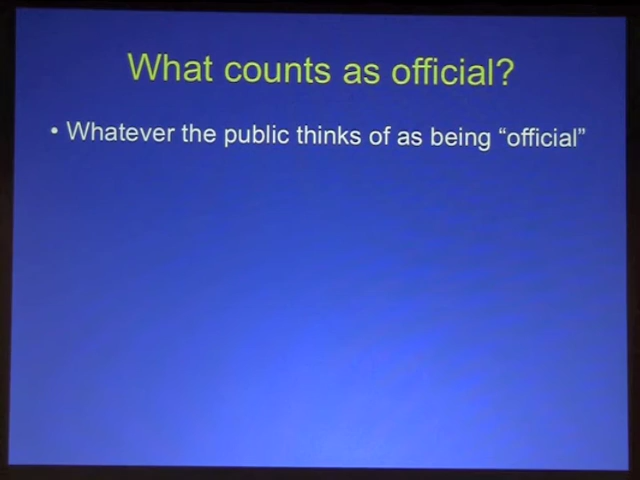 What counts as official?
• Whatever the public thinks of as being “official”